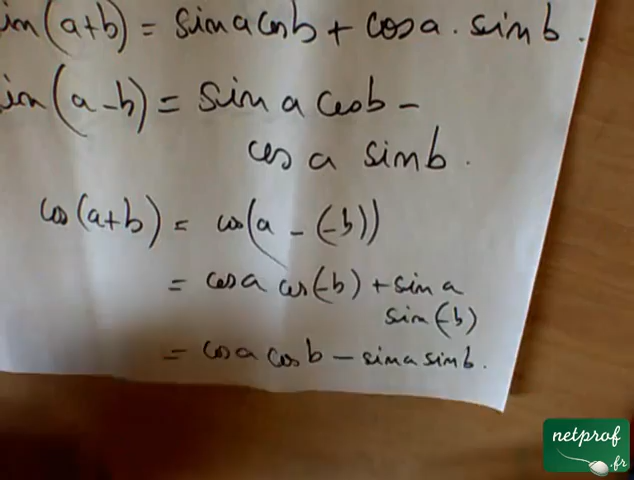 in(a+b) = sin a cos b + cos a . sin b .
in(a-b) = sin a cos b -
cos a sin b .
cos(a+b) = cos(a - (-b))
= cos a cos(-b) + sin a
sin(-b)
= cos a cos b - sin a sin b .
netprof
.fr